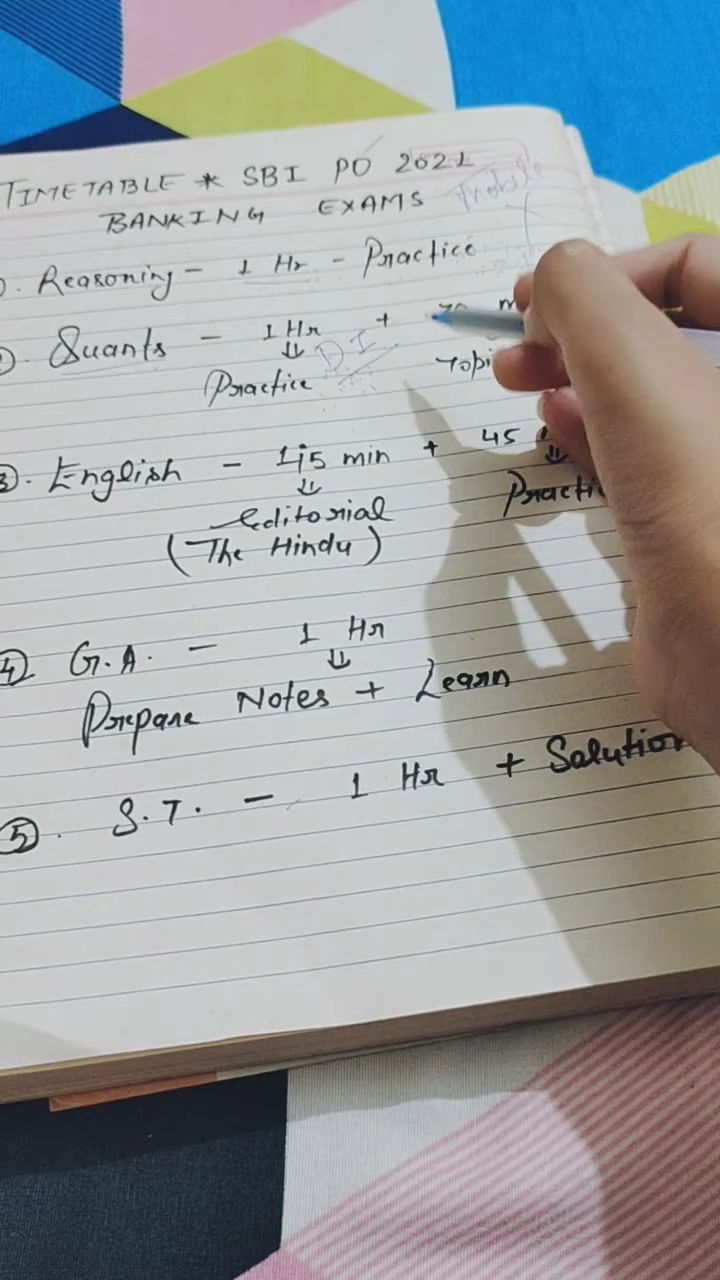 TIMETABLE * SBI PO 2021
BANKING EXAMS
Reasoning - 1 Hr - Practice
Quants - 1 Hr +
DI
Practice
③. English - 15 min + 45
Editorial
(The Hindu)
④ G.A. - 1 Hr
Prepare Notes + Learn
⑤. S.T. - 1 Hr + Solution